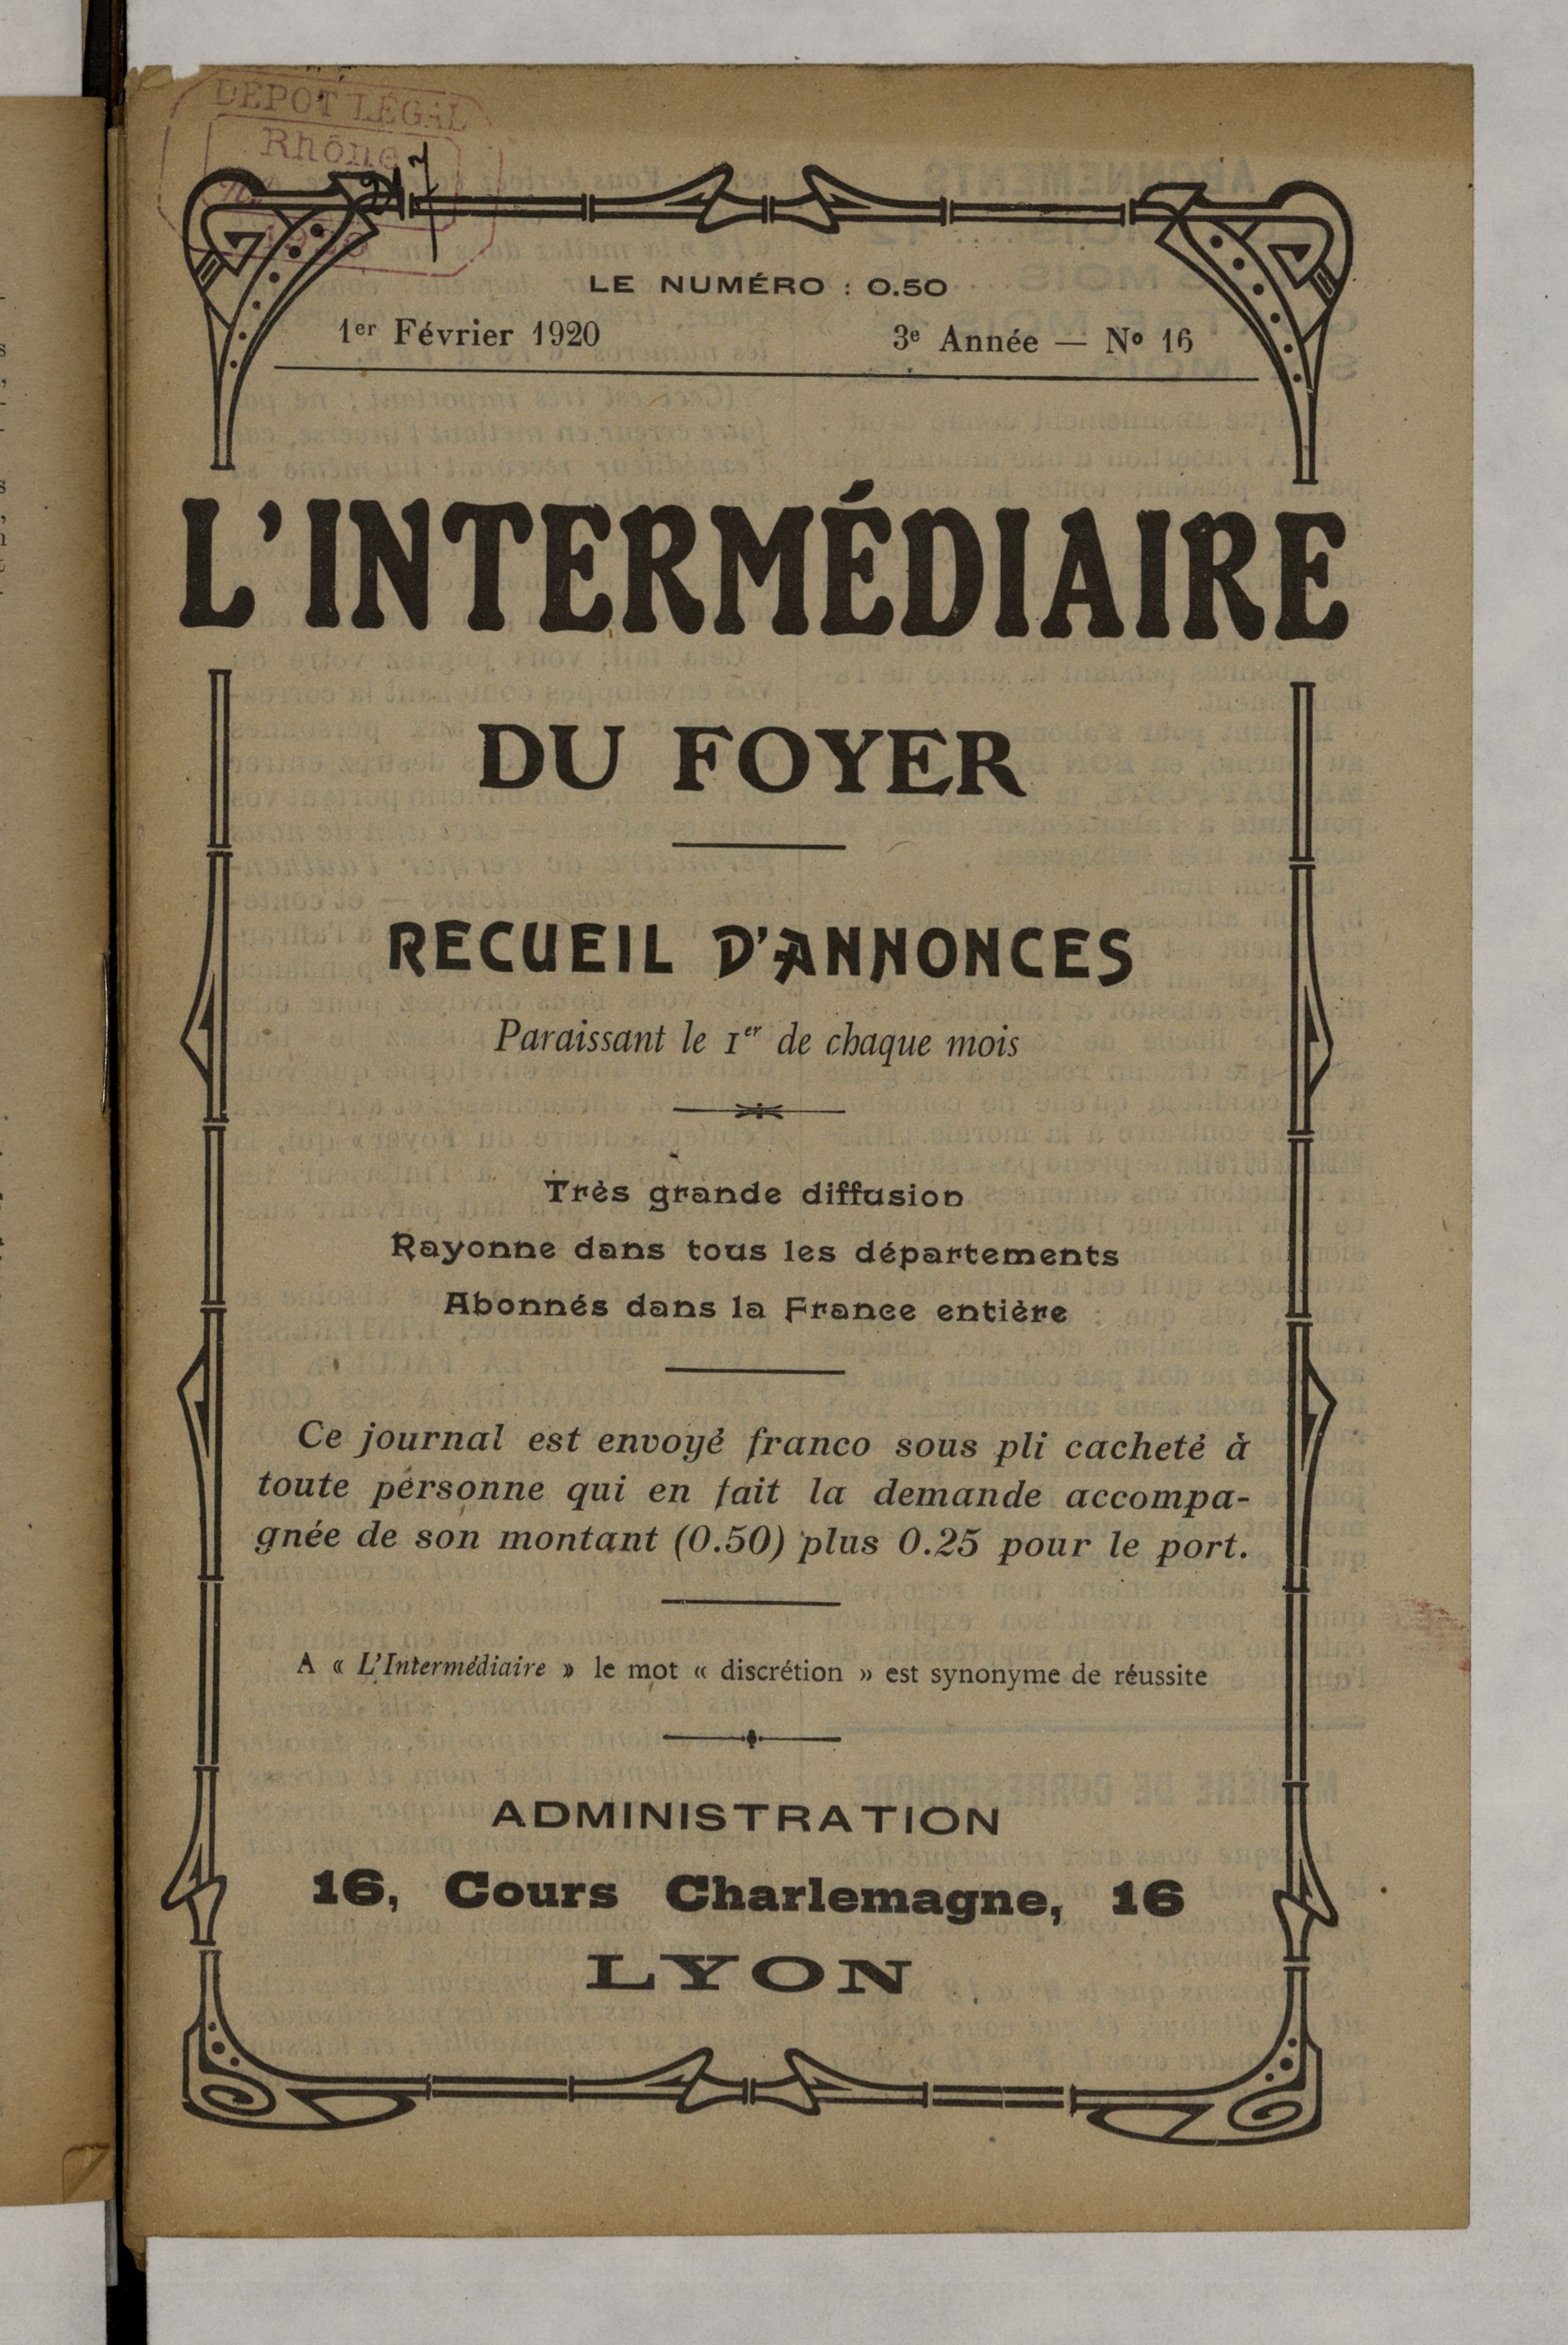 DÉPOT LÉGAL
Rhône
LE NUMÉRO : 0.50
1er Février 1920
3e Année — No 16
L'INTERMÉDIAIRE
DU FOYER
RECUEIL D'ANNONCES
Paraissant le 1er de chaque mois
Très grande diffusion
Rayonne dans tous les départements
Abonnés dans la France entière
Ce journal est envoyé franco sous pli cacheté à
toute personne qui en fait la demande accompa-
gnée de son montant (0.50) plus 0.25 pour le port.
A « L'Intermédiaire » le mot « discrétion » est synonyme de réussite
ADMINISTRATION
16, Cours Charlemagne, 16
LYON